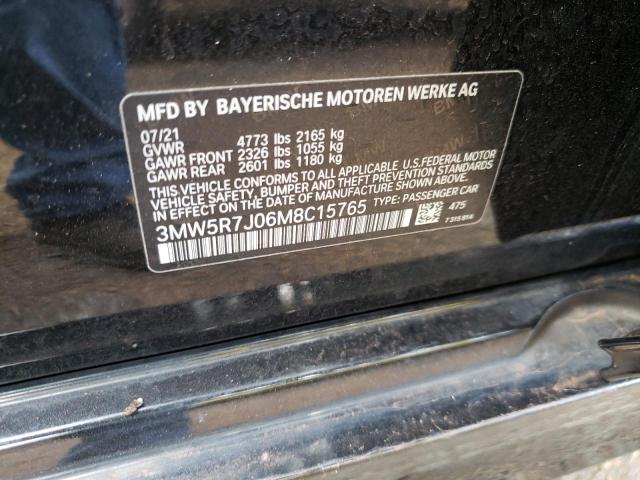 MFD BY BAYERISCHE MOTOREN WERKE AG
07/21
GVWR 4773 lbs 2165 kg
GAWR FRONT 2326 lbs 1055 kg
GAWR REAR 2601 lbs 1180 kg
THIS VEHICLE CONFORMS TO ALL APPLICABLE U.S.FEDERAL MOTOR
VEHICLE SAFETY, BUMPER AND THEFT PREVENTION STANDARDS
IN EFFECT ON THE DATE OF MANUFACTURE SHOWN ABOVE.
3MW5R7J06M8C15765 TYPE: PASSENGER CAR
475